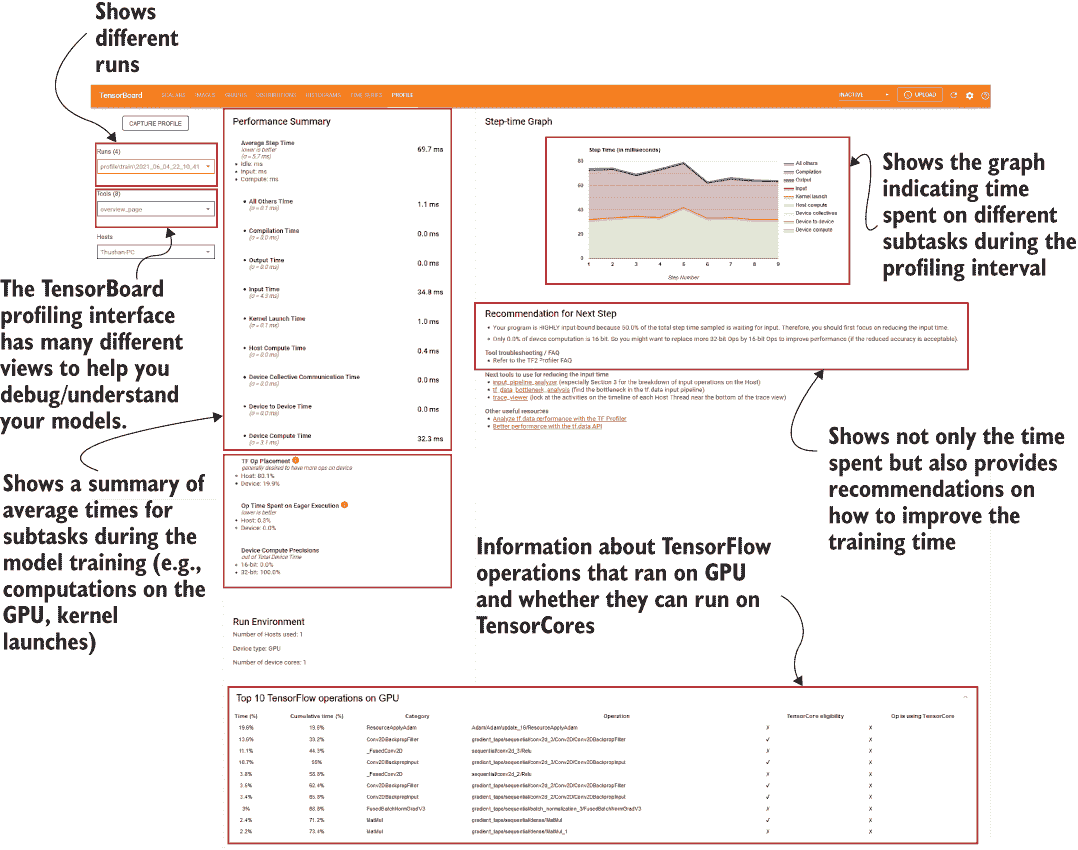 Shows
different
runs
TensorBoard SCALARS IMAGES GRAPHS DISTRIBUTIONS HISTOGRAMS TIME SERIES PROFILE INACTIVE UPLOAD
CAPTURE PROFILE
Runs (4)
profile/train\2021_06_04_22_10_41
Tools (8)
overview_page
Hosts
Thushan-PC
The TensorBoard
profiling interface
has many different
views to help you
debug/understand
your models.
Shows a summary of
average times for
subtasks during the
model training (e.g.,
computations on the
GPU, kernel
launches)
Performance Summary
Average Step Time
lower is better
(σ = 5.7 ms)
69.7 ms
• Idle: ms
• Input: ms
• Compute: ms
• All Others Time
(σ = 0.1 ms)
1.1 ms
• Compilation Time
(σ = 0.0 ms)
0.0 ms
• Output Time
(σ = 0.0 ms)
0.0 ms
• Input Time
(σ = 4.3 ms)
34.8 ms
• Kernel Launch Time
(σ = 0.1 ms)
1.0 ms
• Host Compute Time
(σ = 0.0 ms)
0.4 ms
• Device Collective Communication Time
(σ = 0.0 ms)
0.0 ms
• Device to Device Time
(σ = 0.0 ms)
0.0 ms
• Device Compute Time
(σ = 3.1 ms)
32.3 ms
TF Op Placement
generally desired to have more ops on device
• Host: 80.1%
• Device: 19.9%
Op Time Spent on Eager Execution
lower is better
• Host: 0.3%
• Device: 0.0%
Device Compute Precisions
out of Total Device Time
• 16-bit: 0.0%
• 32-bit: 100.0%
Run Environment
Number of Hosts used: 1
Device type: GPU
Number of device cores: 1
Step-time Graph
Step Time (in milliseconds)
80
60
40
20
0
1 2 3 4 5 6 7 8 9
Step Number
All others
Compilation
Output
Input
Kernel launch
Host compute
Device collectives
Device to device
Device compute
Shows the graph
indicating time
spent on different
subtasks during the
profiling interval
Recommendation for Next Step
• Your program is HIGHLY input-bound because 50.0% of the total step time sampled is waiting for input. Therefore, you should first focus on reducing the input time.
• Only 0.0% of device computation is 16 bit. So you might want to replace more 32-bit Ops by 16-bit Ops to improve performance (if the reduced accuracy is acceptable).
Tool troubleshooting / FAQ
• Refer to the TF2 Profiler FAQ
Next tools to use for reducing the input time
• input_pipeline_analyzer (especially Section 3 for the breakdown of input operations on the Host)
• tf_data_bottleneck_analysis (find the bottleneck in the tf.data input pipeline)
• trace_viewer (look at the activities on the timeline of each Host Thread near the bottom of the trace view)
Other useful resources
• Analyze tf.data performance with the TF Profiler
• Better performance with the tf.data API
Shows not only the time
spent but also provides
recommendations on
how to improve the
training time
Information about TensorFlow
operations that ran on GPU
and whether they can run on
TensorCores
Top 10 TensorFlow operations on GPU
Time (%) Cumulative time (%) Category Operation TensorCore eligibility Op is using TensorCore
19.6% 19.6% ResourceApplyAdam Adam/Adam/update_16/ResourceApplyAdam ✗ ✗
13.6% 33.2% Conv2DBackpropFilter gradient_tape/sequential/conv2d_3/Conv2D/Conv2DBackpropFilter ✓ ✗
11.1% 44.3% _FusedConv2D sequential/conv2d_3/Relu ✗ ✗
10.7% 55% Conv2DBackpropInput gradient_tape/sequential/conv2d_3/Conv2D/Conv2DBackpropInput ✓ ✗
3.8% 58.8% _FusedConv2D sequential/conv2d_2/Relu ✗ ✗
3.6% 62.4% Conv2DBackpropFilter gradient_tape/sequential/conv2d_2/Conv2D/Conv2DBackpropFilter ✓ ✗
3.4% 65.8% Conv2DBackpropInput gradient_tape/sequential/conv2d_2/Conv2D/Conv2DBackpropInput ✓ ✗
3% 68.8% FusedBatchNormGradV3 gradient_tape/sequential/batch_normalization_3/FusedBatchNormGradV3 ✗ ✗
2.4% 71.2% MatMul gradient_tape/sequential/dense/MatMul ✓ ✗
2.2% 73.4% MatMul gradient_tape/sequential/dense/MatMul_1 ✗ ✗